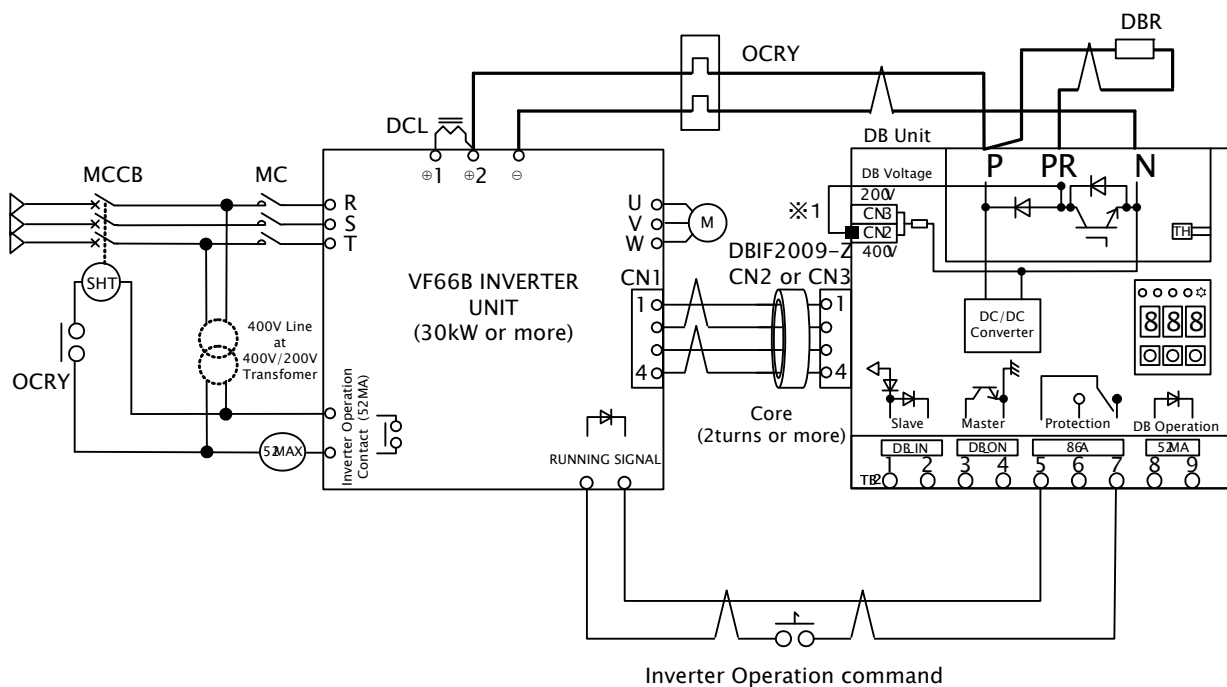 DBR
OCRY
DCL
DB Unit
MCCB
MC
⊕1
⊕2
⊖
P
PR
N
DB Voltage
200V
R
S
T
U
V
W
M
※1
CN3
CN2
400V
TH
SHT
VF66B INVERTER
UNIT
(30kW or more)
CN1
DBIF2009-Z
CN2 or CN3
1
4
1
4
DC/DC
Converter
888
400V Line
at
400V/200V
Transfomer
OCRY
Inverter Operation
Contact (52MA)
52MAX
RUNNING SIGNAL
Core
(2turns or more)
Slave
Master
Protection
DB Operation
DB_IN
DB_ON
86A
52MA
TB2
1
2
3
4
5
6
7
8
9
Inverter Operation command